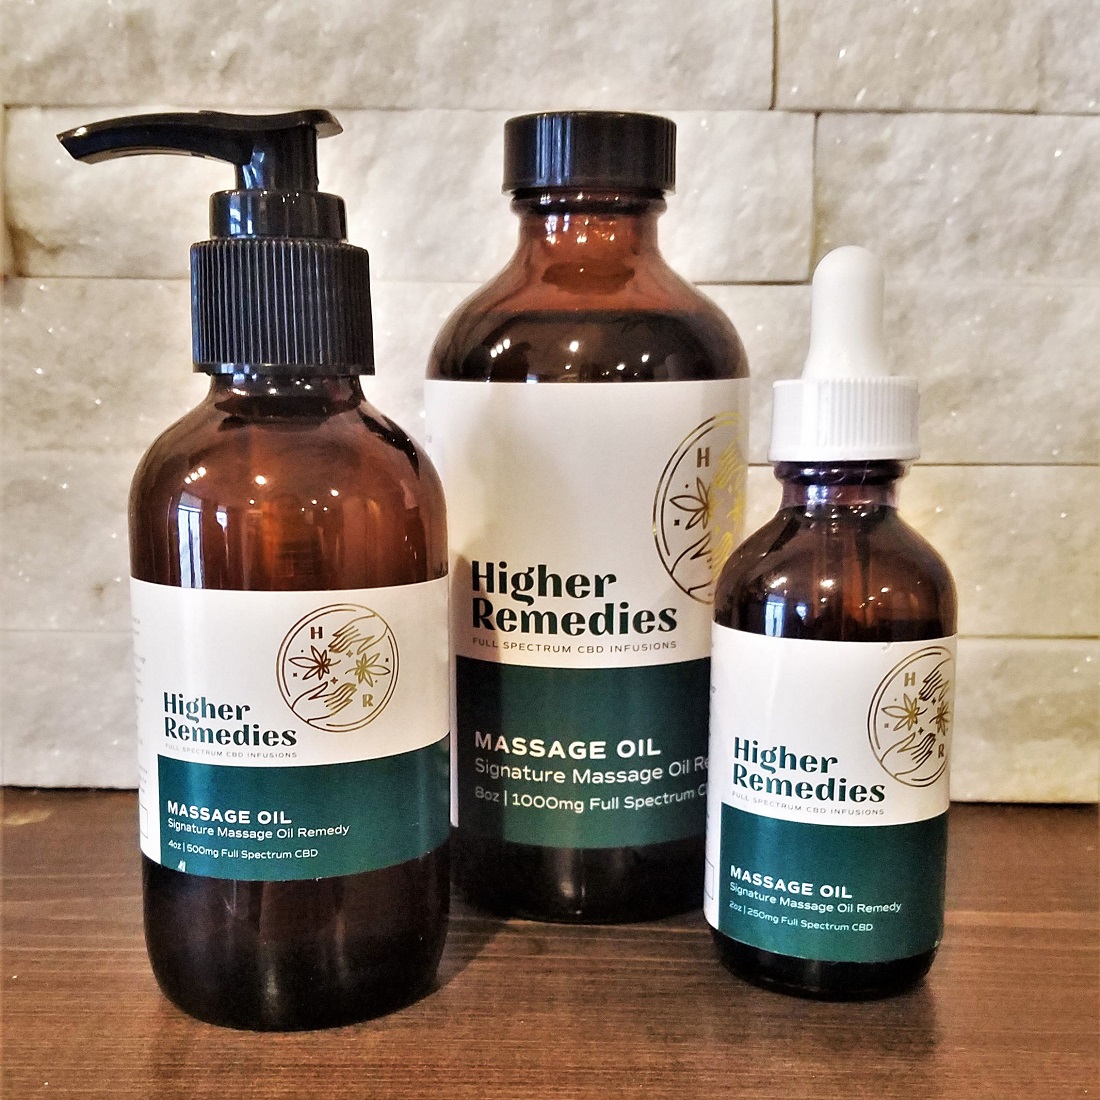 H
R
Higher
Remedies
FULL SPECTRUM CBD INFUSIONS
MASSAGE OIL
Signature Massage Oil Remedy
4oz | 500mg Full Spectrum CBD
H
Higher
Remedies
FULL SPECTRUM CBD INFUSIONS
MASSAGE OIL
Signature Massage Oil Re
8oz | 1000mg Full Spectrum C
H
R
Higher
Remedies
FULL SPECTRUM CBD INFUSIONS
MASSAGE OIL
Signature Massage Oil Remedy
2oz | 250mg Full Spectrum CBD